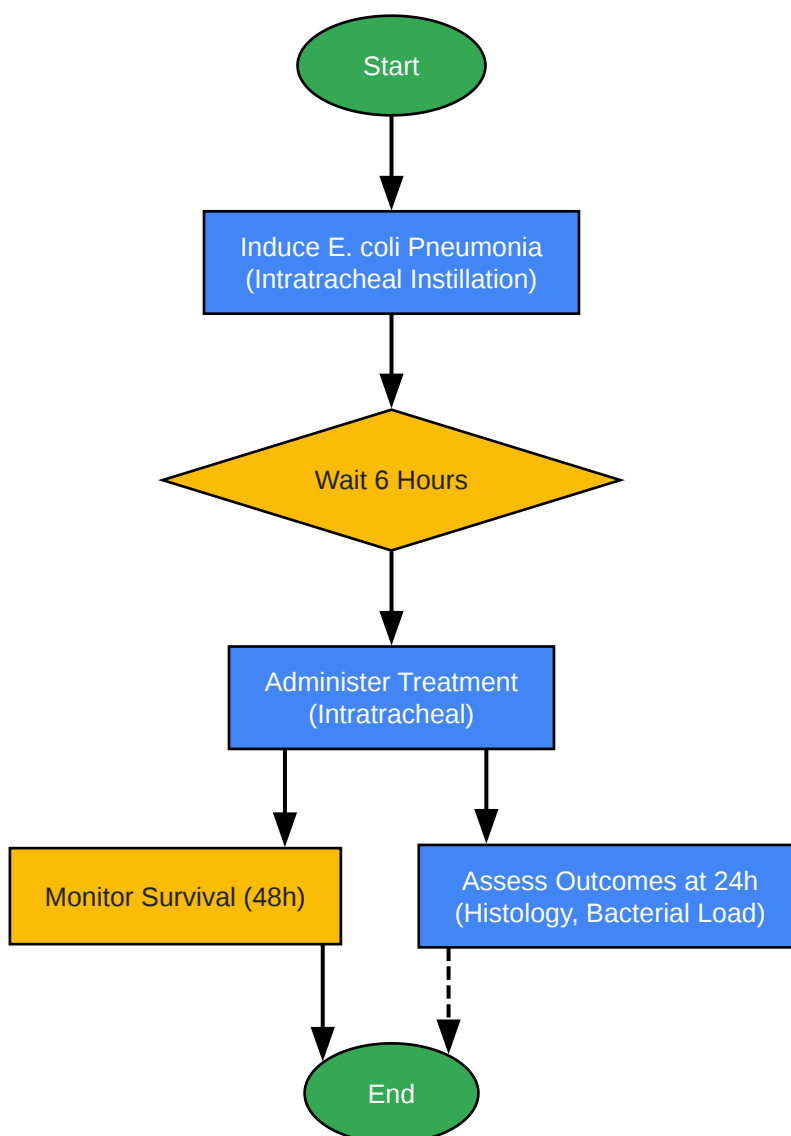 Start
Induce E. coli Pneumonia
(Intratracheal Instillation)
Wait 6 Hours
Administer Treatment
(Intratracheal)
Monitor Survival (48h)
Assess Outcomes at 24h
(Histology, Bacterial Load)
End